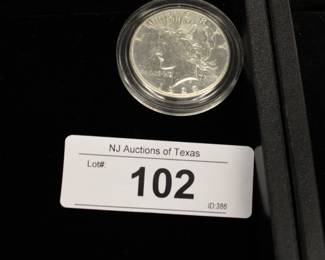 NJ Auctions of Texas
Lot#:
102
ID:386